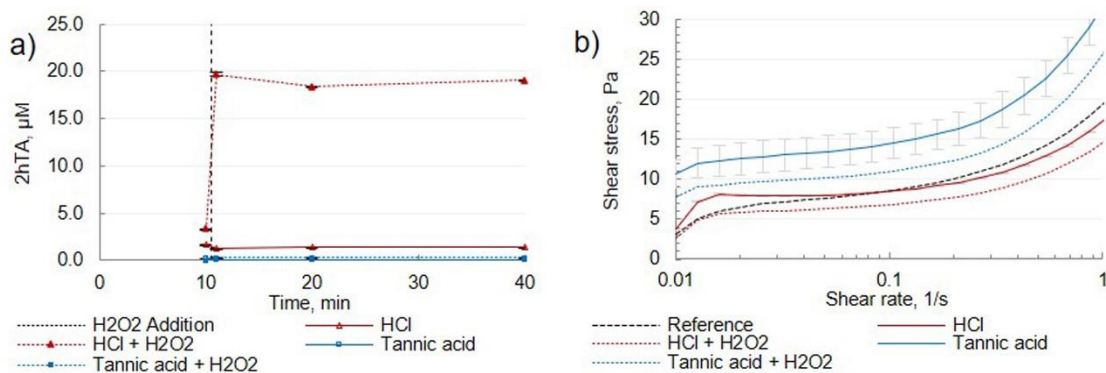 a)
25.0
20.0
15.0
10.0
5.0
0.0
2hTA, µM
0 10 20 30 40
Time, min
H2O2 Addition HCl
HCl + H2O2 Tannic acid
Tannic acid + H2O2
b)
30
25
20
15
10
5
0
Shear stress, Pa
0.01 0.1 1
Shear rate, 1/s
Reference HCl
HCl + H2O2 Tannic acid
Tannic acid + H2O2